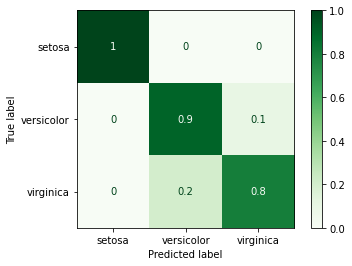 1.0
setosa 1 0 0
0.8
0.6
True label versicolor 0 0.9 0.1
0.4
virginica 0 0.2 0.8
0.2
0.0
setosa versicolor virginica
Predicted label